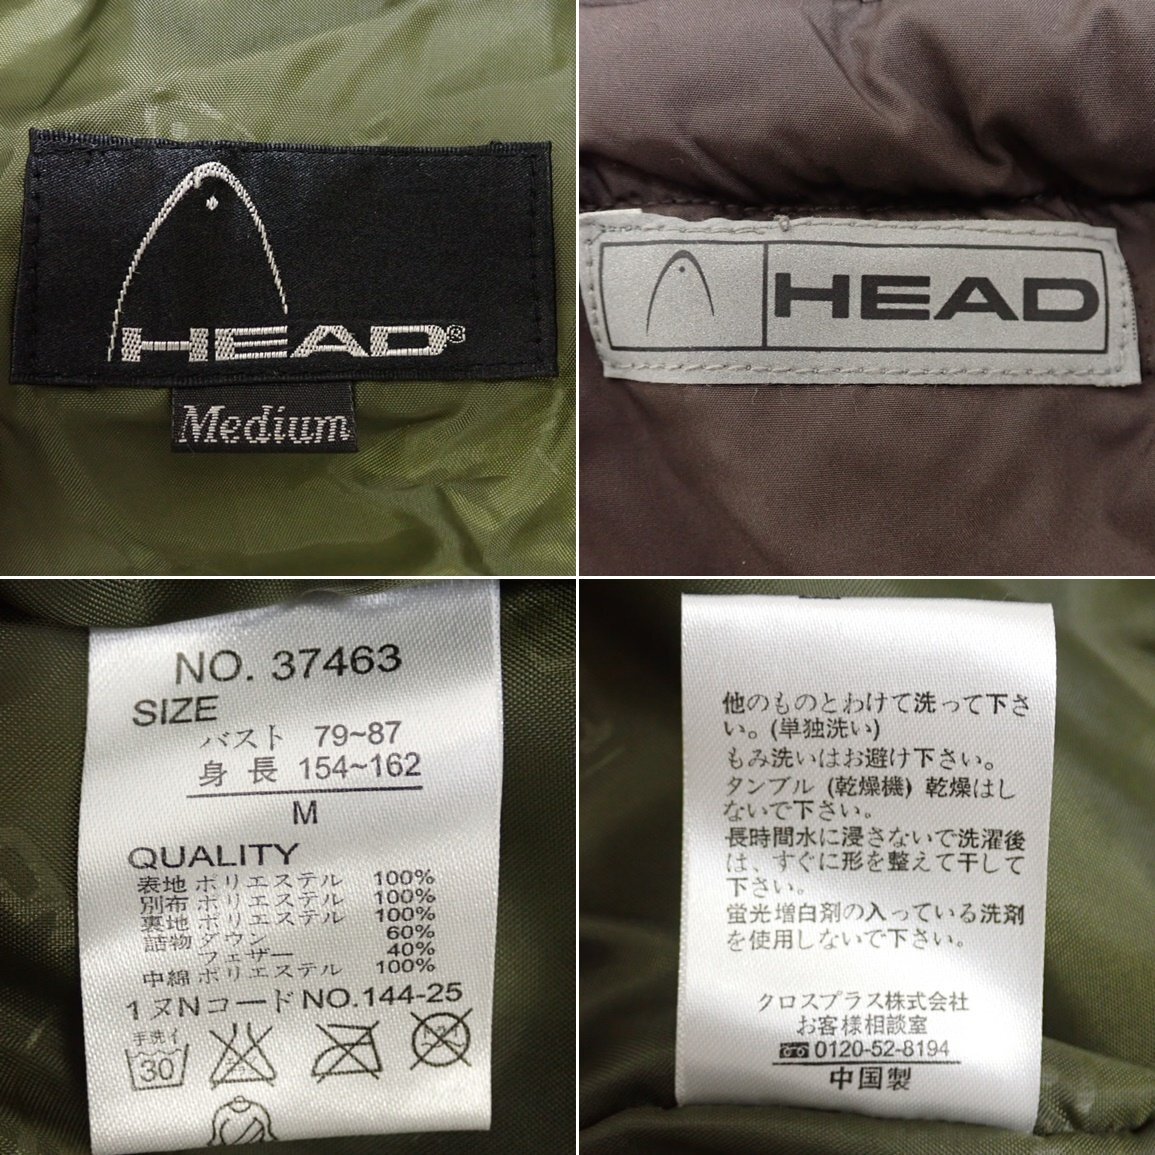 HEAD®
Medium
HEAD
NO. 37463
SIZE
バスト 79~87
身 長 154~162
M
QUALITY
表地 ポリエステル 100%
別布 ポリエステル 100%
裏地 ポリエステル 100%
詰物 ダウン 60%
フェザー 40%
中綿 ポリエステル 100%
1ヌNコードNO.144-25
手洗イ
30
他のものとわけて洗って下さ
い。(単独洗い)
もみ洗いはお避け下さい。
タンブル (乾燥機) 乾燥はし
ないで下さい。
長時間水に浸さないで洗濯後
は、すぐに形を整えて干して
下さい。
蛍光増白剤の入っている洗剤
を使用しないで下さい。
クロスプラス株式会社
お客様相談室
0120-52-8194
中国製